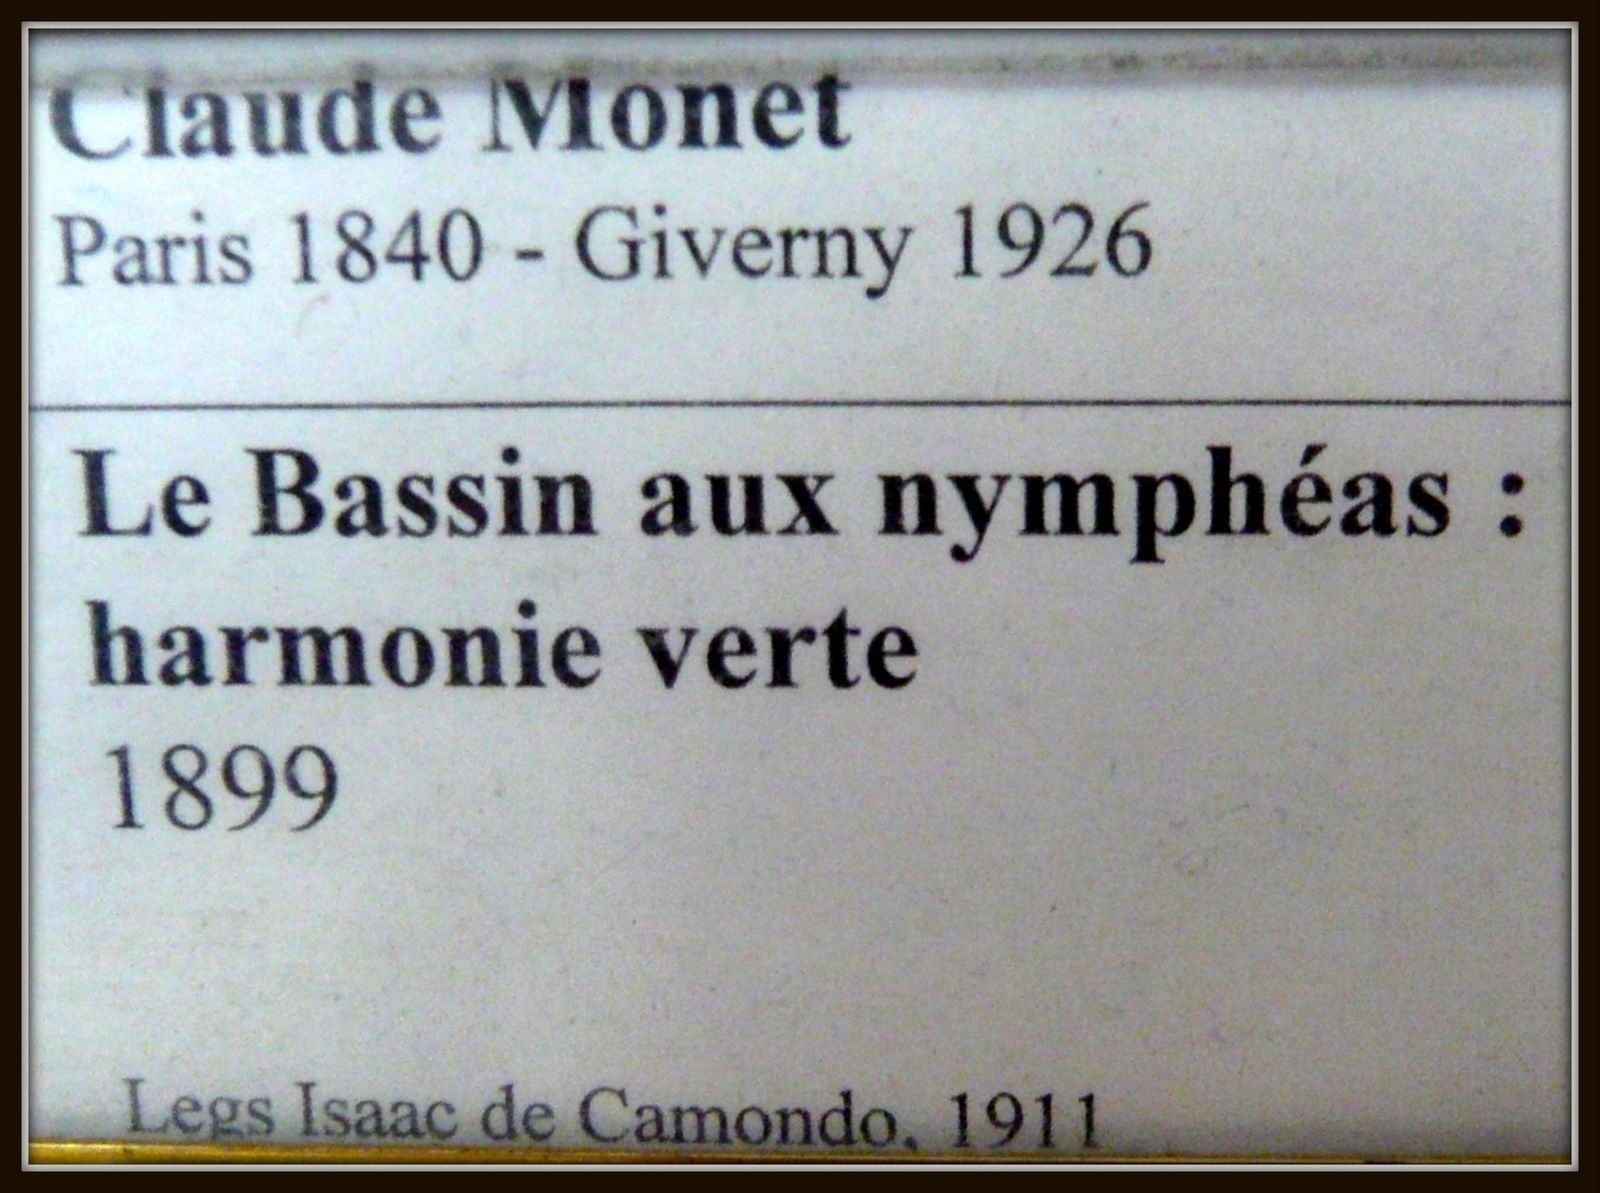 Claude Monet
Paris 1840 - Giverny 1926
Le Bassin aux nymphéas :
harmonie verte
1899
Legs Isaac de Camondo, 1911